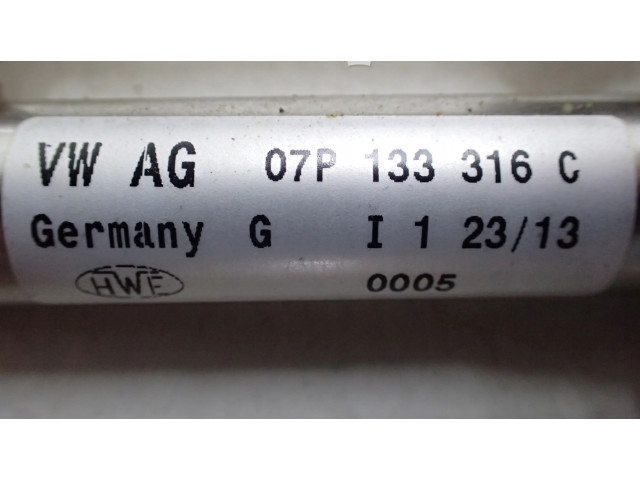 VW AG 07P 133 316 C
Germany G I 1 23/13
HWF 0005